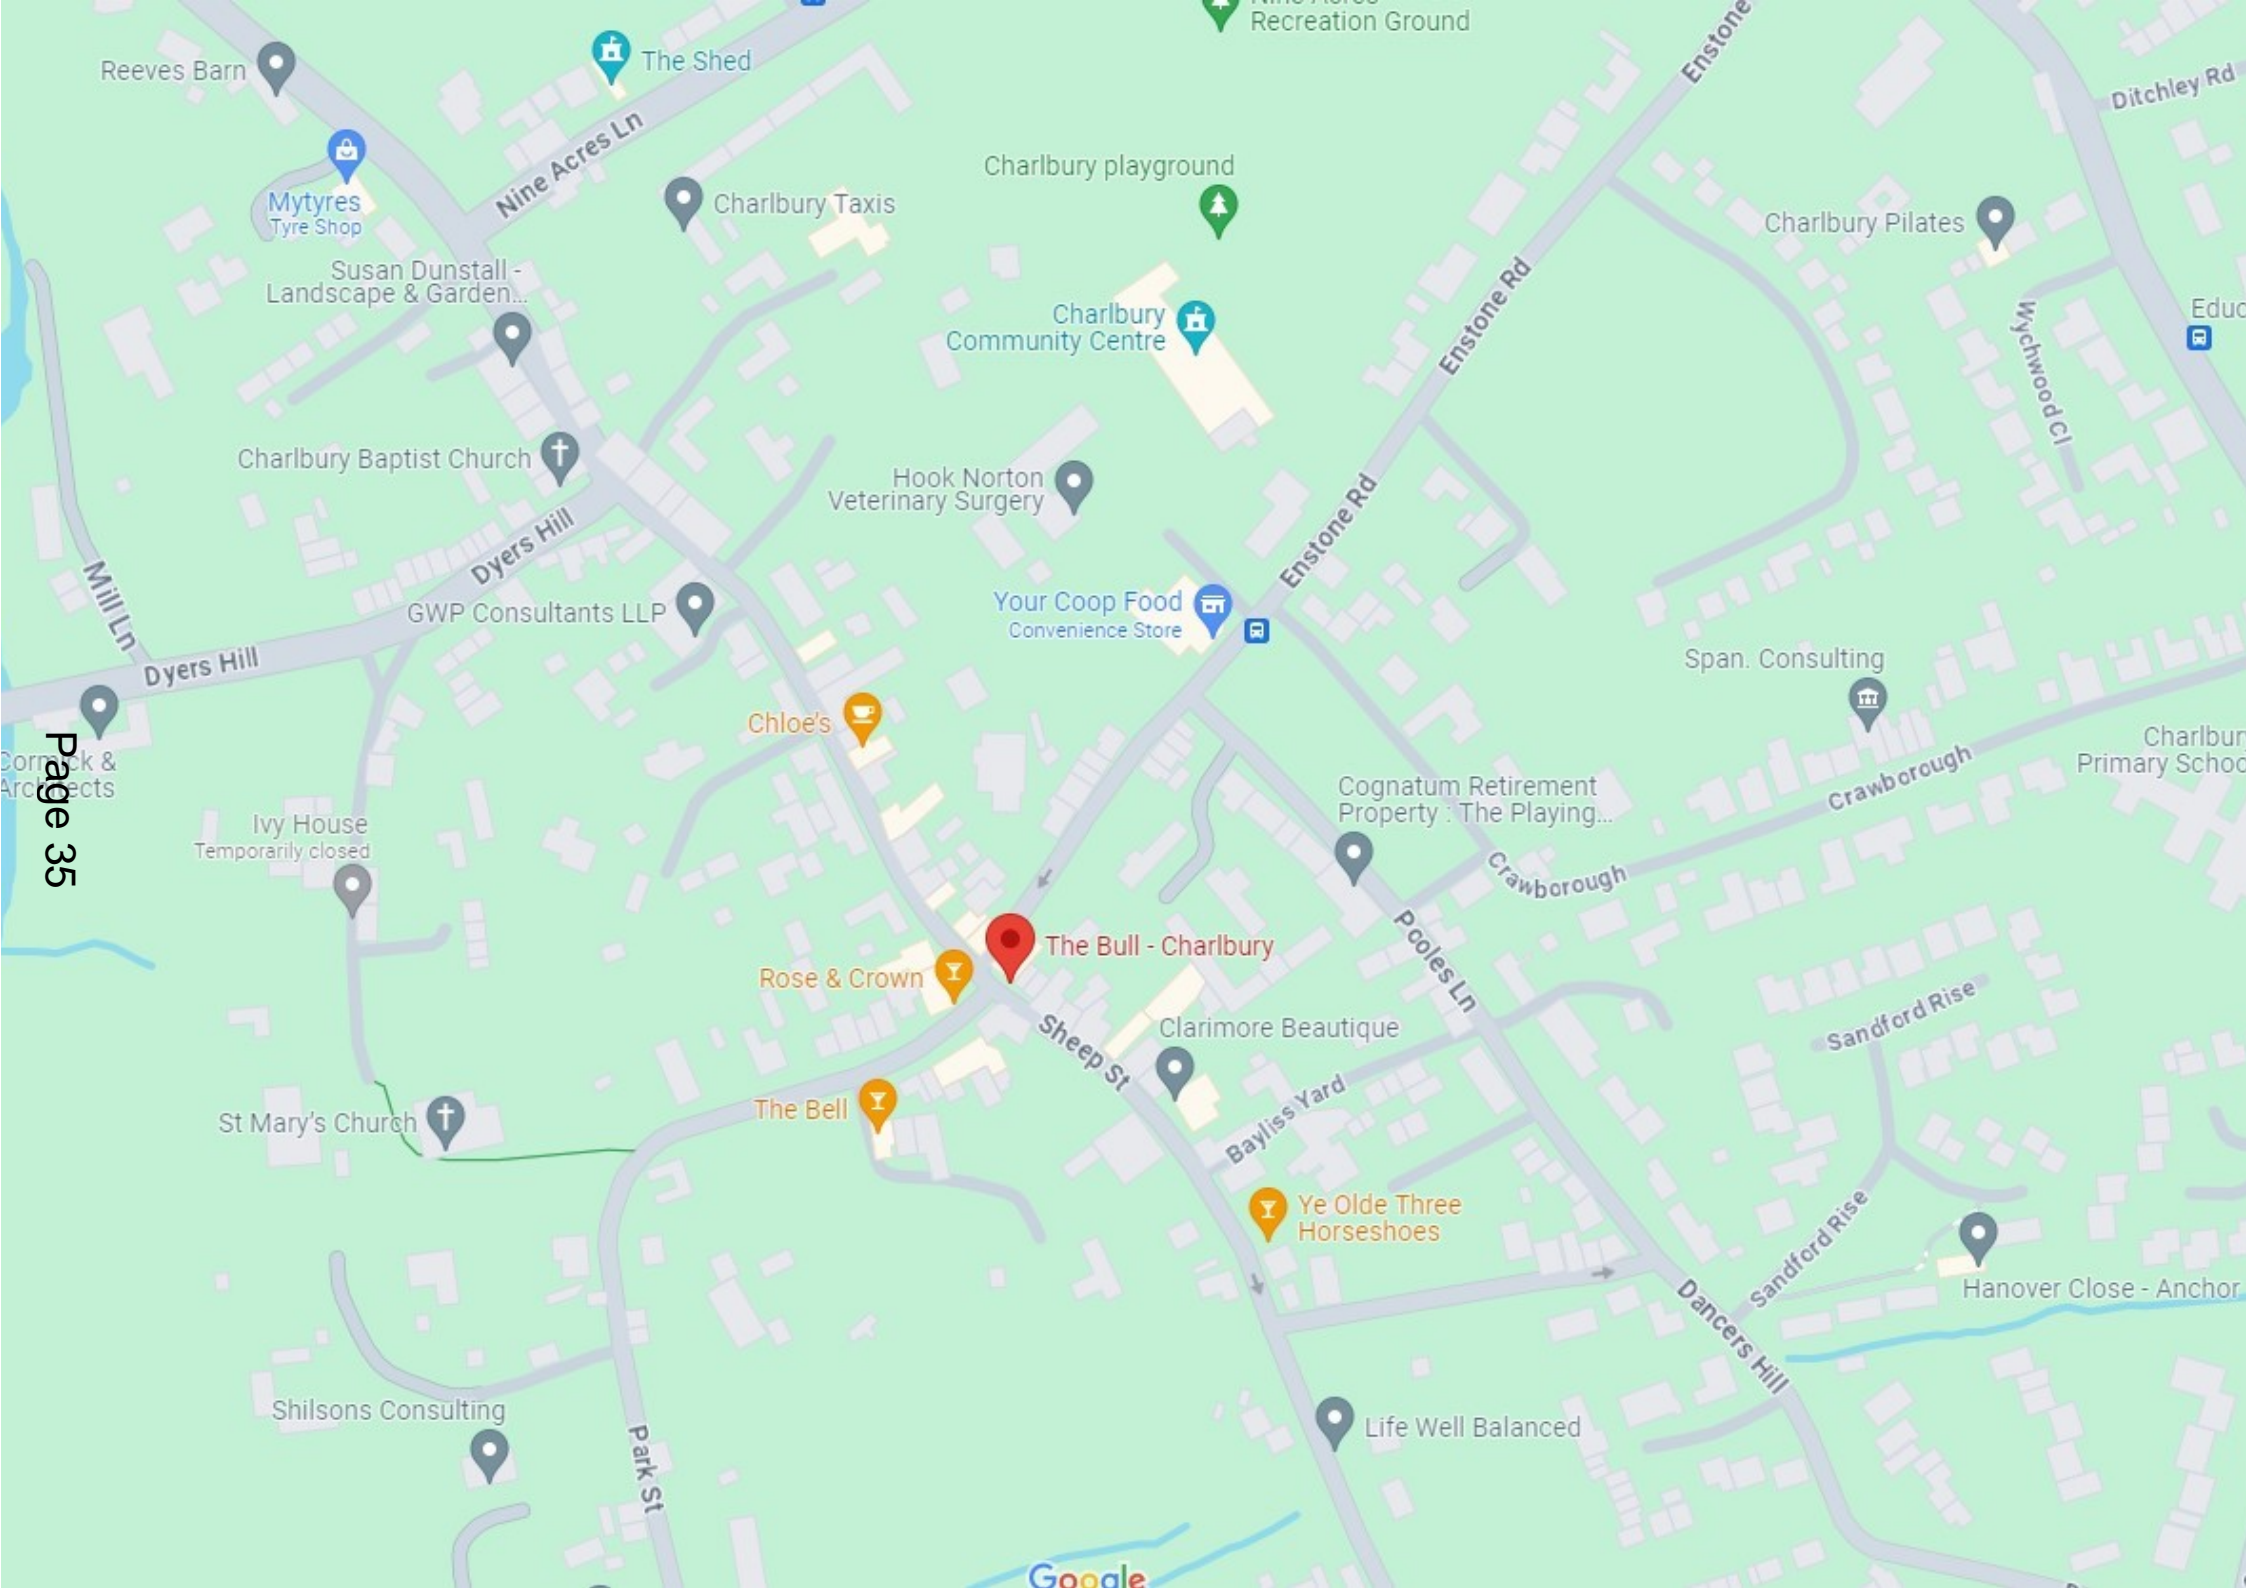 Nine Acres
Recreation Ground
Enstone
Reeves Barn
The Shed
Ditchley Rd
Nine Acres Ln
Mytyres
Tyre Shop
Charlbury Taxis
Charlbury playground
Charlbury Pilates
Susan Dunstall -
Landscape & Garden...
Charlbury
Community Centre
Enstone Rd
Wychwood Cl
Educ
Charlbury Baptist Church
Hook Norton
Veterinary Surgery
Enstone Rd
Dyers Hill
Mill Ln
GWP Consultants LLP
Your Coop Food
Convenience Store
Dyers Hill
Span. Consulting
Chloe's
Cormick &
Architects
Page 35
Charlbur
Primary Schoo
Crawborough
Cognatum Retirement
Property : The Playing...
Ivy House
Temporarily closed
Crawborough
Pooles Ln
The Bull - Charlbury
Rose & Crown
Sheep St
Clarimore Beautique
Sandford Rise
Bayliss Yard
The Bell
St Mary's Church
Ye Olde Three
Horseshoes
Sandford Rise
Hanover Close - Anchor
Dancers Hill
Shilsons Consulting
Life Well Balanced
Park St
Google